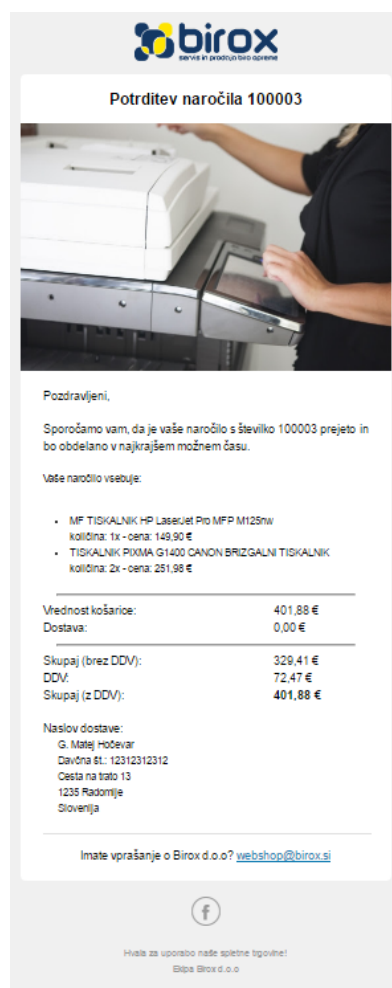 birox
servis in prodaja biro opreme
Potrditev naročila 100003
Pozdravljeni,
Sporočamo vam, da je vaše naročilo s številko 100003 prejeto in
bo obdelano v najkrajšem možnem času.
Vaše naročilo vsebuje:
• MF TISKALNIK HP LaserJet Pro MFP M125nw
količina: 1x - cena: 149,90 €
• TISKALNIK PIXMA G1400 CANON BRIZGALNI TISKALNIK
količina: 2x - cena: 251,98 €
Vrednost košarice: 401,88 €
Dostava: 0,00 €
Skupaj (brez DDV): 329,41 €
DDV: 72,47 €
Skupaj (z DDV): 401,88 €
Naslov dostave:
G. Matej Hočevar
Davčna št.: 12312312312
Cesta na trato 13
1235 Radomlje
Slovenija
Imate vprašanje o Birox d.o.o? webshop@birox.si
f
Hvala za uporabo naše spletne trgovine!
Ekipa Birox d.o.o